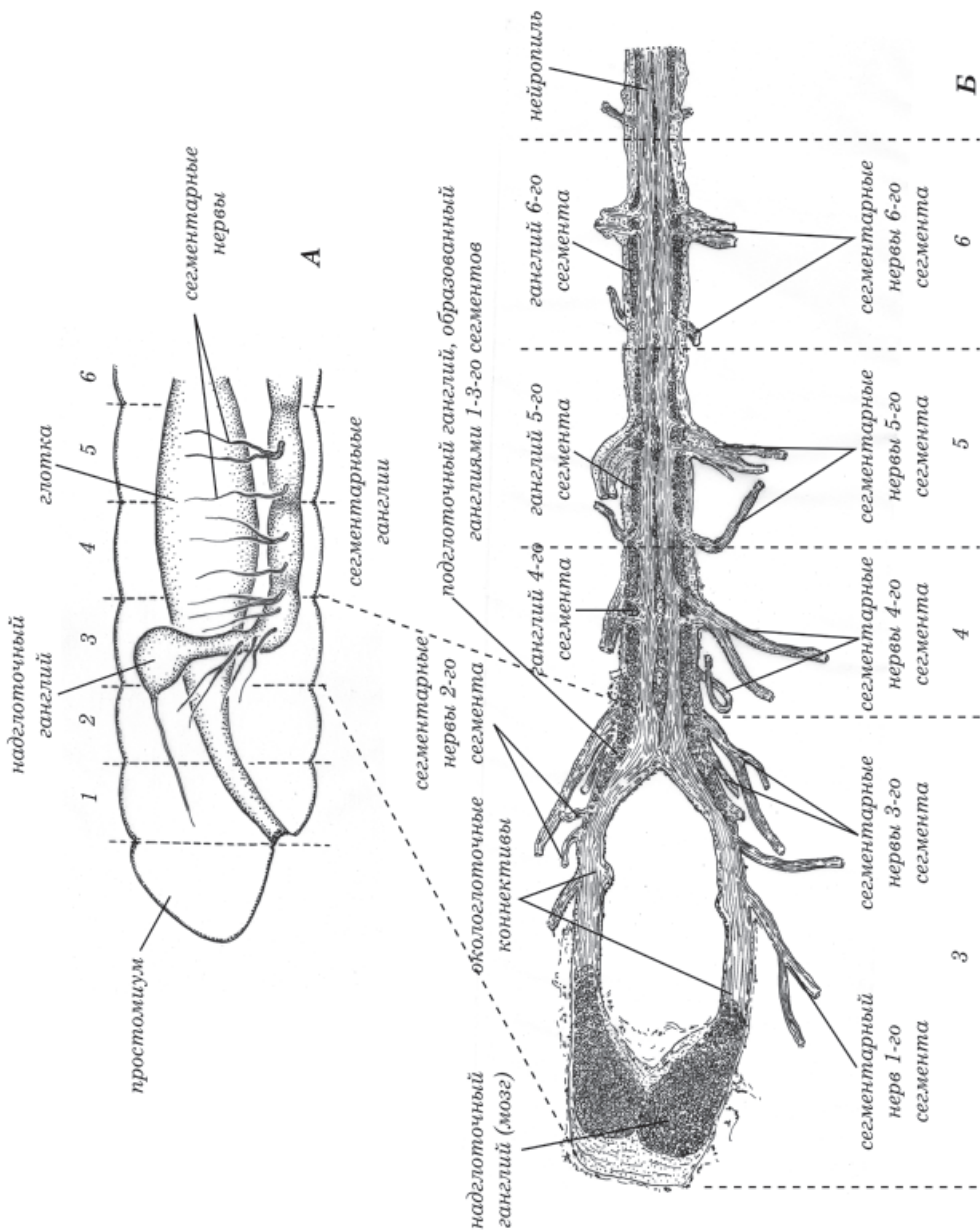 надглоточный
ганглий
глотка
1
2
3
4
5
6
сегментарные
нервы
простомиум
сегментарныые
ганглии
А
подглоточный ганглий, образованный
ганглиями 1-3-го сегментов
сегментарные
нервы 2-го
сегмента
окологлоточные
коннективы
надглоточный
ганглий (мозг)
ганглий 4-го
сегмента
ганглий 5-го
сегмента
ганглий 6-го
сегмента
нейропиль
сегментарный
нерв 1-го
сегмента
сегментарные
нервы 3-го
сегмента
сегментарные
нервы 4-го
сегмента
сегментарные
нервы 5-го
сегмента
сегментарные
нервы 6-го
сегмента
3
4
5
6
Б